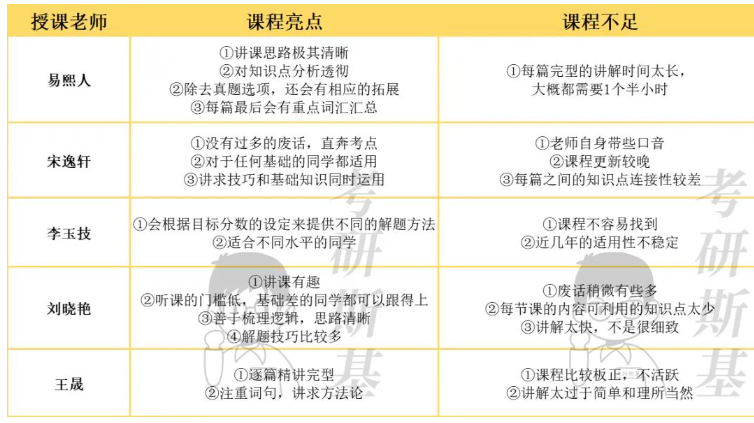 授课老师 课程亮点 课程不足
易熙人
①讲课思路极其清晰
②对知识点分析透彻
②除去真题选项，还会有相应的拓展
③每篇最后会有重点词汇汇总
①每篇完型的讲解时间太长，
大概都需要1个半小时
宋逸轩
①没有过多的废话，直奔考点
②对于任何基础的同学都适用
③讲求技巧和基础知识同时运用
①老师自身带些口音
②课程更新较晚
③每篇之间的知识点连接性较差
李玉技
①会根据目标分数的设定来提供不同的解题方法
②适合不同水平的同学
①课程不容易找到
②近几年的适用性不稳定
刘晓艳
①讲课有趣
②听课的门槛低，基础差的同学都可以跟得上
③善于梳理逻辑，思路清晰
④解题技巧比较多
①废话稍微有些多
②每节课的内容可利用的知识点太少
③讲解太快，不是很细致
王晟
①逐篇精讲完型
②注重词句，讲求方法论
①课程比较板正，不活跃
②讲解太过于简单和理所当然
考研斯基
考研斯基